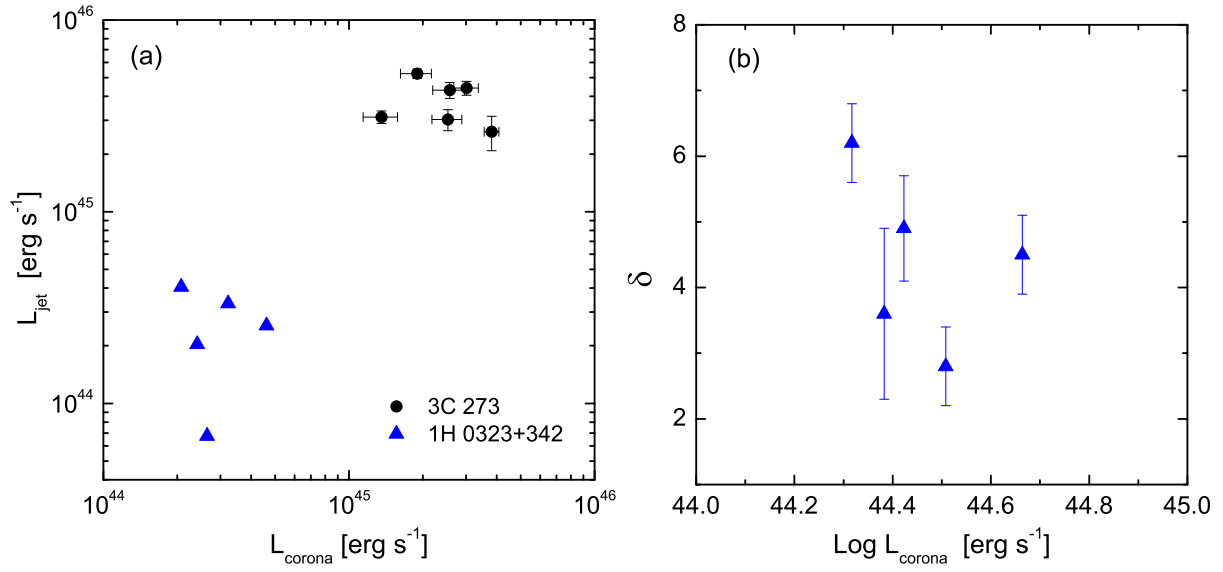 (a)
10^46
10^45
10^44
L_jet [erg s^-1]
3C 273
1H 0323+342
10^44 10^45 10^46
L_corona [erg s^-1]
(b)
8
6
4
2
δ
44.0 44.2 44.4 44.6 44.8 45.0
Log L_corona [erg s^-1]